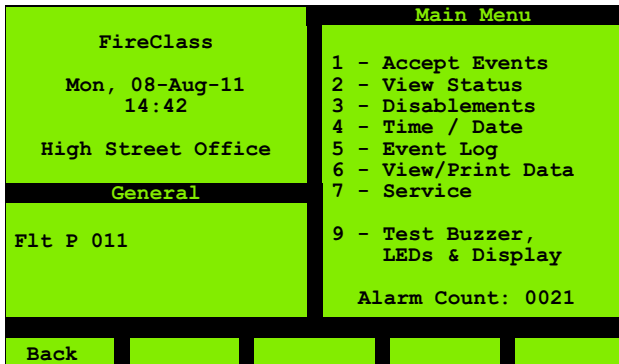 FireClass
Mon, 08-Aug-11
14:42
High Street Office
General
Flt P 011
Main Menu
1 - Accept Events
2 - View Status
3 - Disablements
4 - Time / Date
5 - Event Log
6 - View/Print Data
7 - Service
9 - Test Buzzer,
LEDs & Display
Alarm Count: 0021
Back